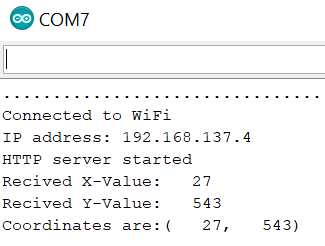 COM7
.................................
Connected to WiFi
IP address: 192.168.137.4
HTTP server started
Recived X-Value:   27
Recived Y-Value:   543
Coordinates are:(   27,   543)